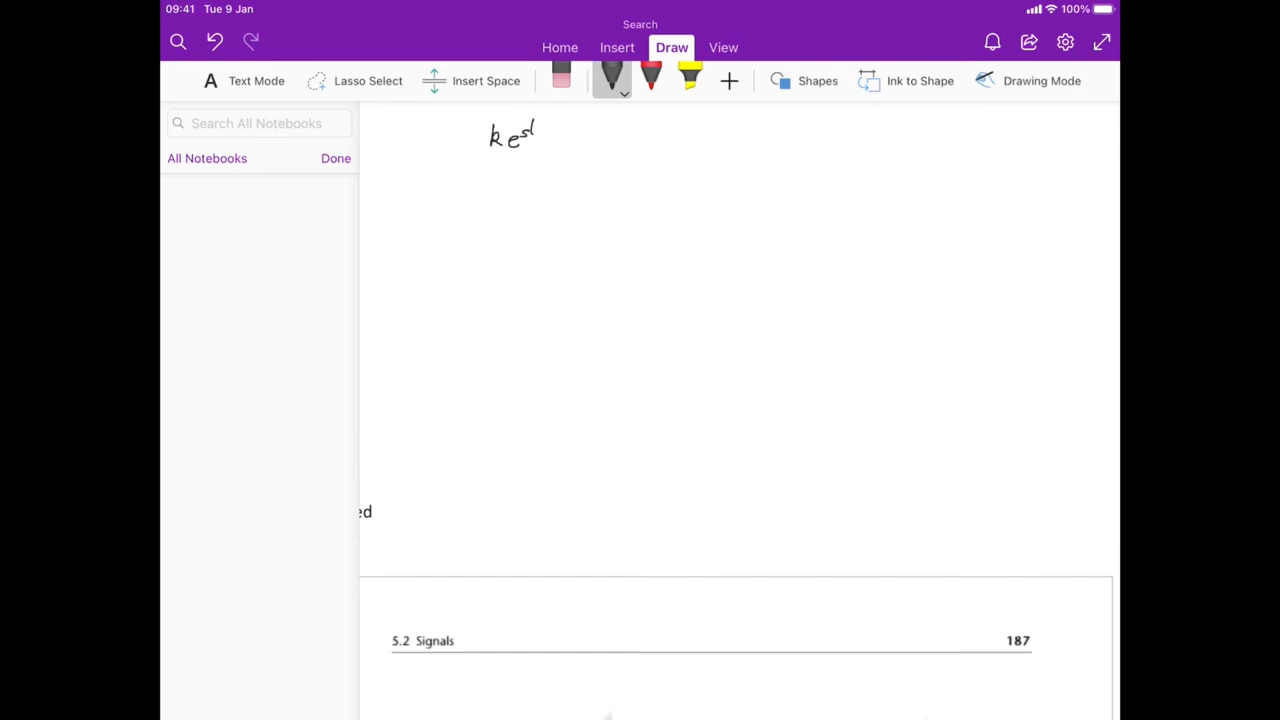 09:41 Tue 9 Jan
100%
Search
Home Insert Draw View
Text Mode Lasso Select Insert Space Shapes Ink to Shape Drawing Mode
Search All Notebooks
All Notebooks Done
k e^st
ed
5.2 Signals 187